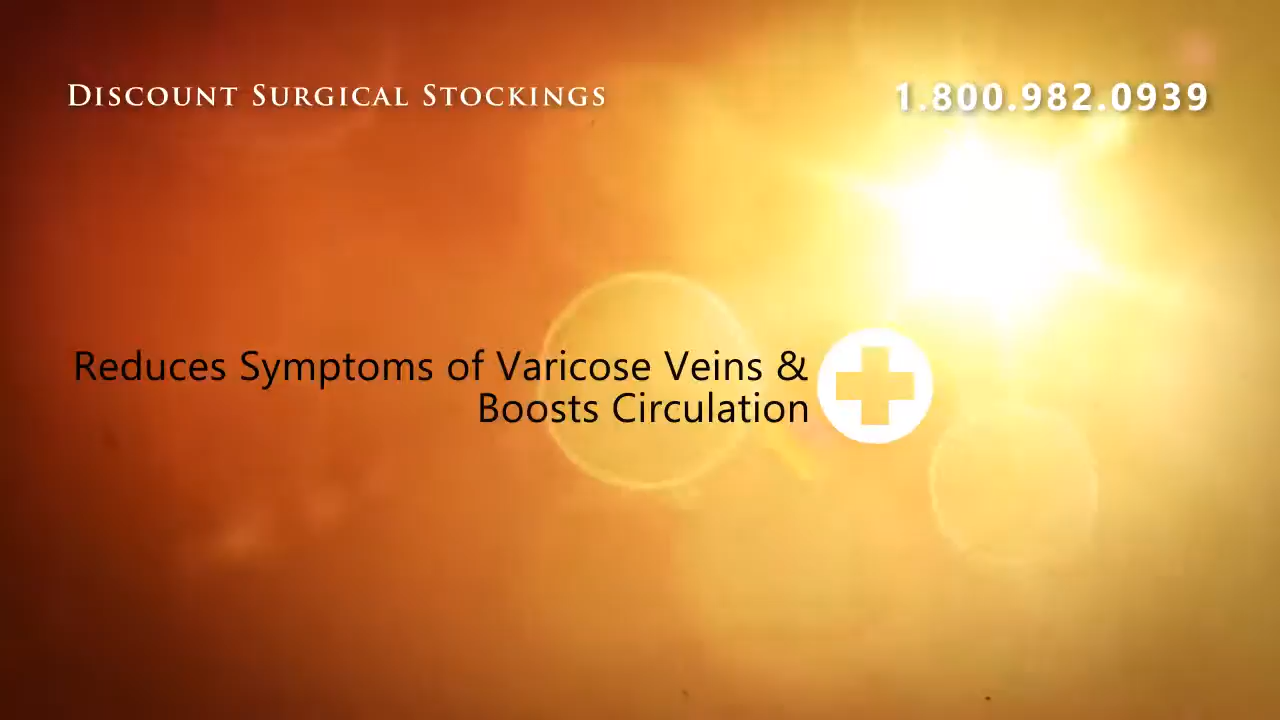 Discount Surgical Stockings
1.800.982.0939
Reduces Symptoms of Varicose Veins &
Boosts Circulation